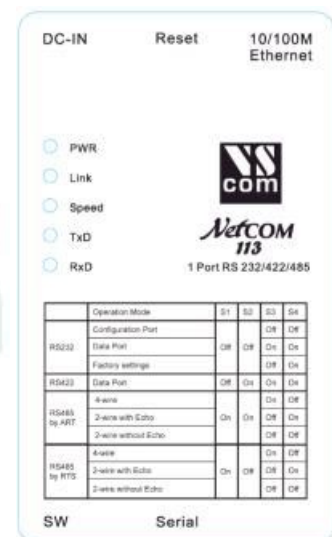 DC-IN Reset 10/100M
Ethernet
PWR
Link
Speed
TxD
RxD
VS
com
NetCOM
113
1 Port RS 232/422/485
Operation Mode S1 S2 S3 S4
RS232 Configuration Port Off Off Off Off
Data Port On On
Factory settings Off On
RS422 Data Port Off On Off On
RS485 by ART 4-wire On On On Off
2-wire with Echo Off On
2-wire without Echo Off Off
RS485 by RTS 4-wire On Off On Off
2-wire with Echo Off On
2-wire without Echo Off Off
SW Serial